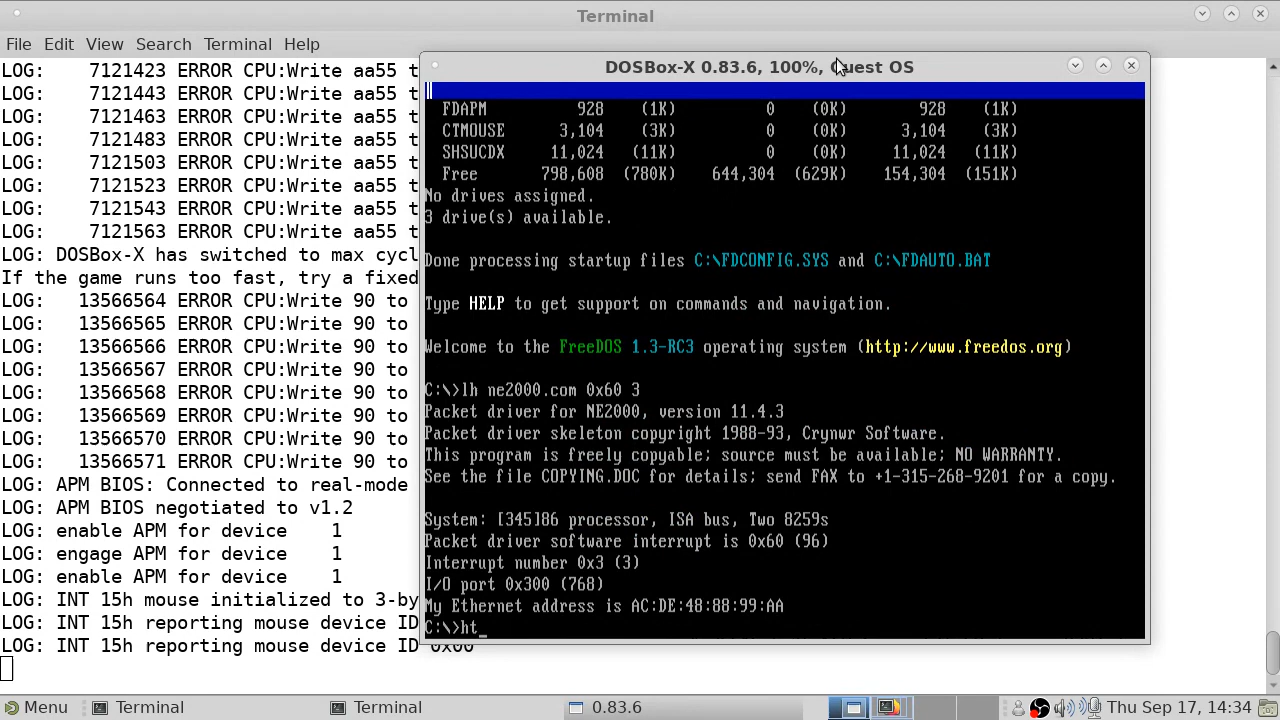 Terminal
File Edit View Search Terminal Help
LOG: 7121423 ERROR CPU:Write aa55 t
LOG: 7121443 ERROR CPU:Write aa55 t
LOG: 7121463 ERROR CPU:Write aa55 t
LOG: 7121483 ERROR CPU:Write aa55 t
LOG: 7121503 ERROR CPU:Write aa55 t
LOG: 7121523 ERROR CPU:Write aa55 t
LOG: 7121543 ERROR CPU:Write aa55 t
LOG: 7121563 ERROR CPU:Write aa55 t
LOG: DOSBox-X has switched to max cycl
If the game runs too fast, try a fixed
LOG: 13566564 ERROR CPU:Write 90 to
LOG: 13566565 ERROR CPU:Write 90 to
LOG: 13566566 ERROR CPU:Write 90 to
LOG: 13566567 ERROR CPU:Write 90 to
LOG: 13566568 ERROR CPU:Write 90 to
LOG: 13566569 ERROR CPU:Write 90 to
LOG: 13566570 ERROR CPU:Write 90 to
LOG: 13566571 ERROR CPU:Write 90 to
LOG: APM BIOS: Connected to real-mode
LOG: APM BIOS negotiated to v1.2
LOG: enable APM for device 1
LOG: engage APM for device 1
LOG: enable APM for device 1
LOG: INT 15h mouse initialized to 3-by
LOG: INT 15h reporting mouse device ID
LOG: INT 15h reporting mouse device ID 0x00
DOSBox-X 0.83.6, 100%, Guest OS
FDAPM 928 (1K) 0 (0K) 928 (1K)
CTMOUSE 3,104 (3K) 0 (0K) 3,104 (3K)
SHSUCDX 11,024 (11K) 0 (0K) 11,024 (11K)
Free 798,608 (780K) 644,304 (629K) 154,304 (151K)
No drives assigned.
3 drive(s) available.
Done processing startup files C:\FDCONFIG.SYS and C:\FDAUTO.BAT
Type HELP to get support on commands and navigation.
Welcome to the FreeDOS 1.3-RC3 operating system (http://www.freedos.org)
C:\>lh ne2000.com 0x60 3
Packet driver for NE2000, version 11.4.3
Packet driver skeleton copyright 1988-93, Crynwr Software.
This program is freely copyable; source must be available; NO WARRANTY.
See the file COPYING.DOC for details; send FAX to +1-315-268-9201 for a copy.
System: [345]86 processor, ISA bus, Two 8259s
Packet driver software interrupt is 0x60 (96)
Interrupt number 0x3 (3)
I/O port 0x300 (768)
My Ethernet address is AC:DE:48:88:99:AA
C:\>ht_
Menu Terminal Terminal 0.83.6 Thu Sep 17, 14:34